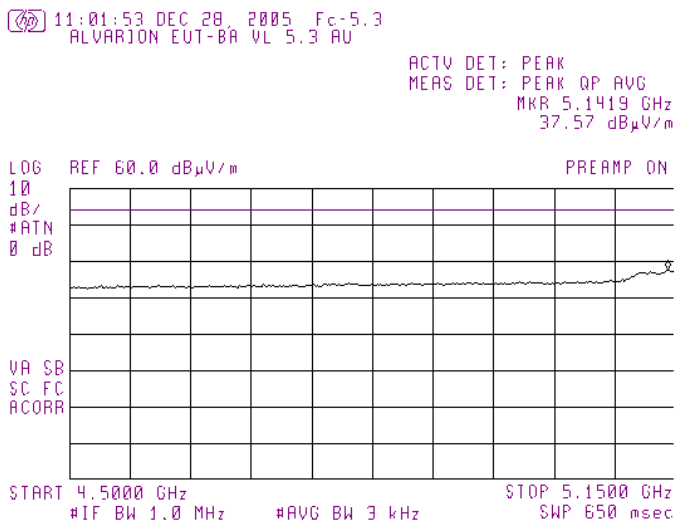 hp 11:01:53 DEC 28, 2005 Fc-5.3
ALVARION EUT-BA VL 5.3 AU
ACTV DET: PEAK
MEAS DET: PEAK QP AVG
MKR 5.1419 GHz
37.57 dBµV/m
LOG REF 60.0 dBµV/m PREAMP ON
10
dB/
#ATN
0 dB
VA SB
SC FC
ACORR
START 4.5000 GHz STOP 5.1500 GHz
#IF BW 1.0 MHz #AVG BW 3 kHz SWP 650 msec